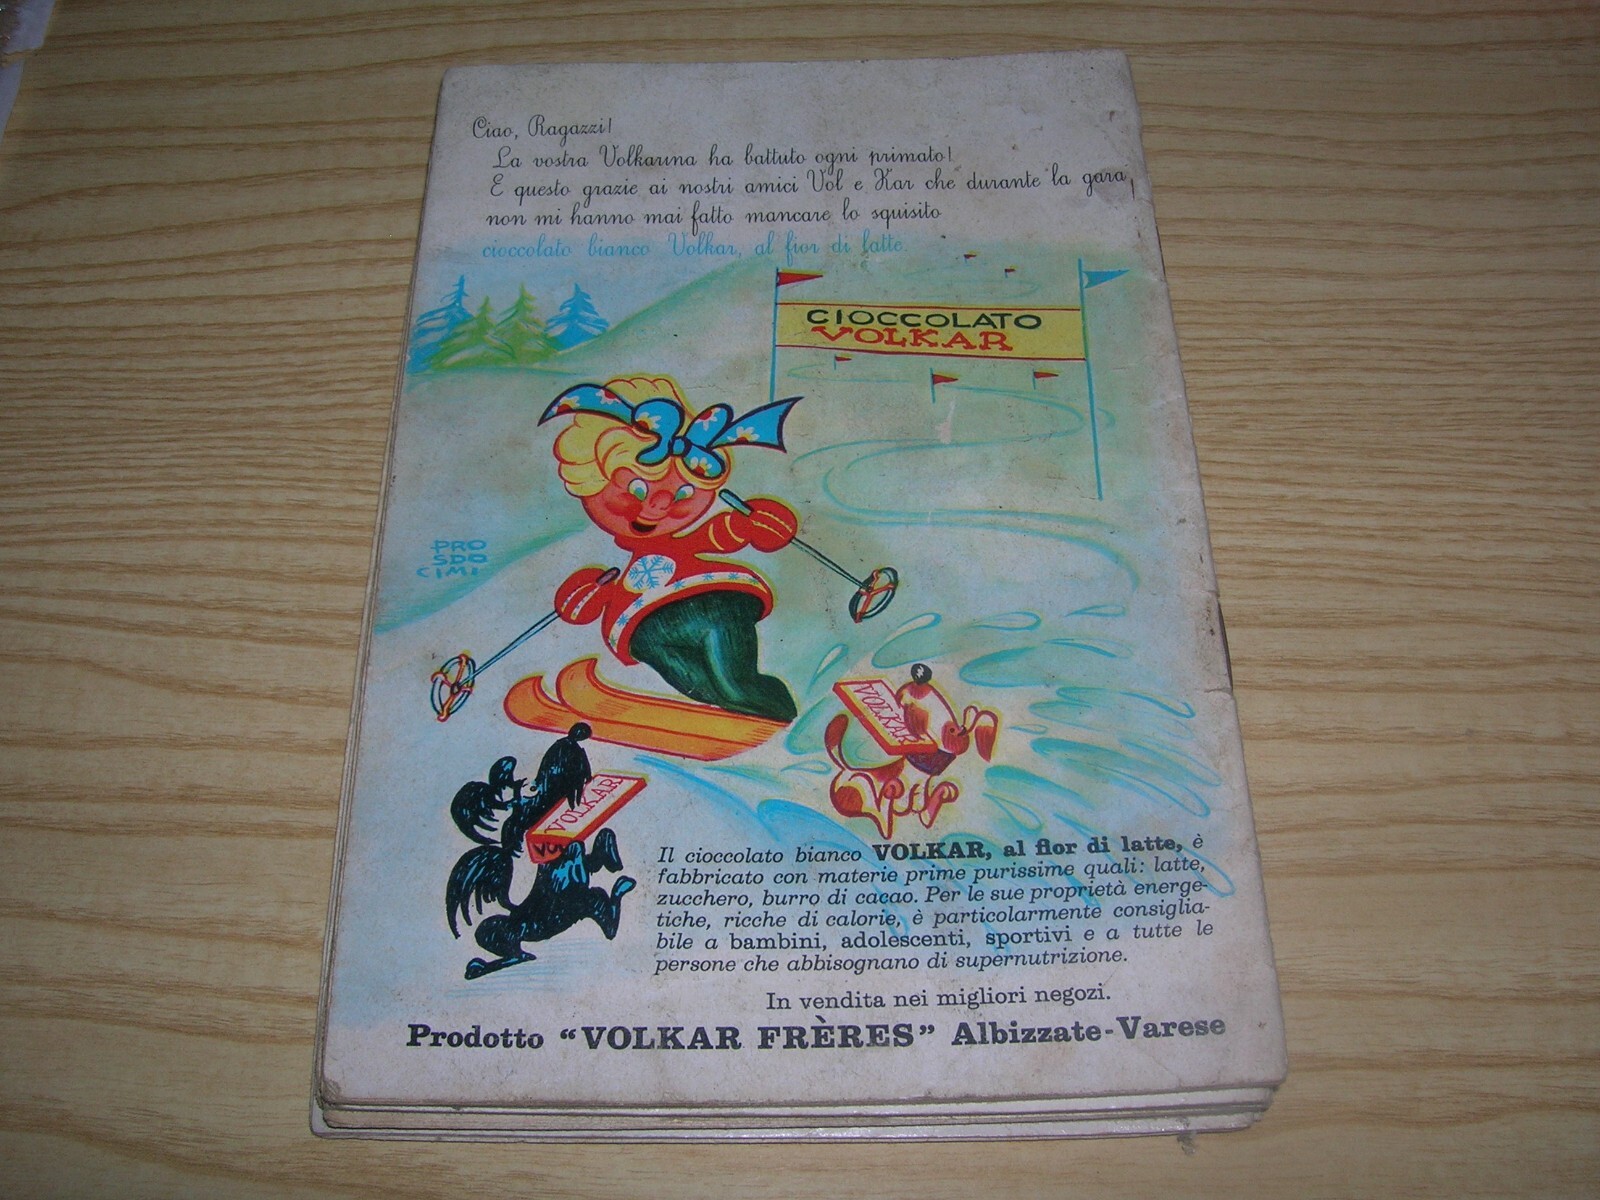 Ciao, Ragazzi!
La vostra Volkarina ha battuto ogni primato!
E questo grazie ai nostri amici Vol e Kar che durante la gara,
non mi hanno mai fatto mancare lo squisito
cioccolato bianco Volkar, al fior di latte.
CIOCCOLATO
VOLKAR
PRO
SDO
CIMI
VOLKAR
VOLKAR
VOL
Il cioccolato bianco VOLKAR, al fior di latte, è
fabbricato con materie prime purissime quali: latte,
zucchero, burro di cacao. Per le sue proprietà energe-
tiche, ricche di calorie, è particolarmente consiglia-
bile a bambini, adolescenti, sportivi e a tutte le
persone che abbisognano di supernutrizione.
In vendita nei migliori negozi.
Prodotto "VOLKAR FRÈRES" Albizzate-Varese